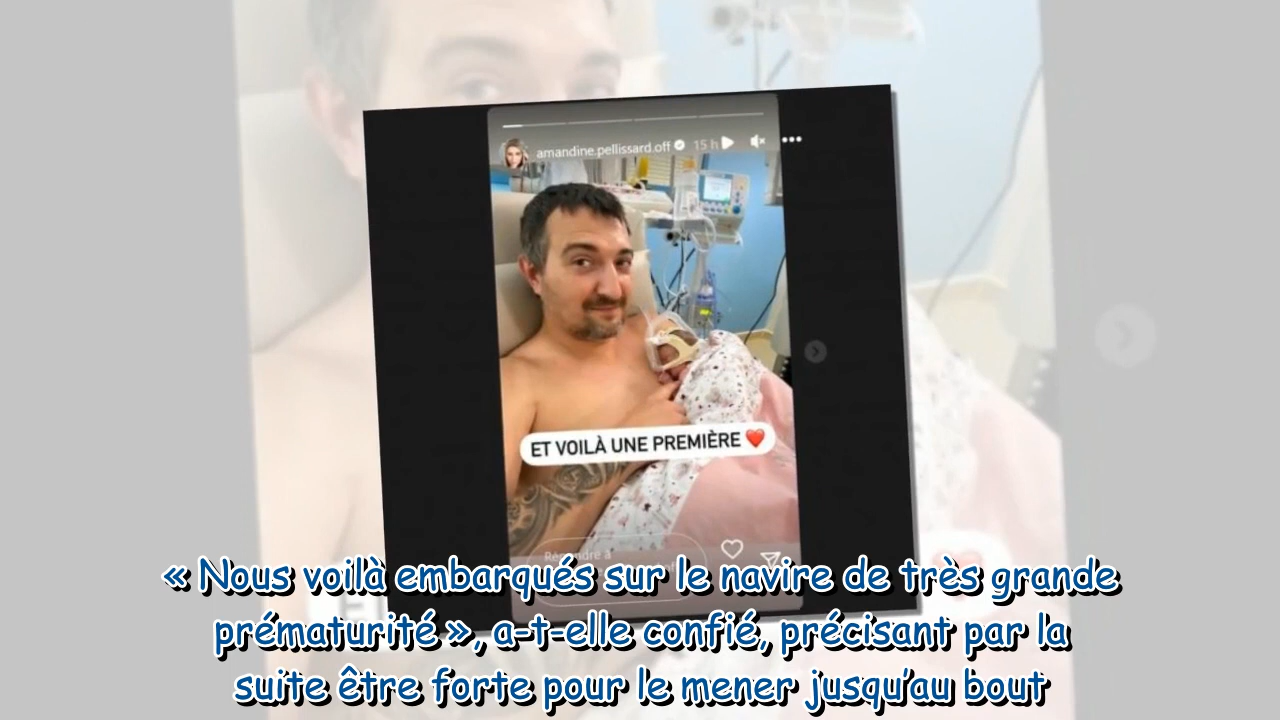 amandine.pellissard.off 15 h
ET VOILÀ UNE PREMIÈRE ❤️
Répondre à
« Nous voilà embarqués sur le navire de très grande
prématurité », a-t-elle confié, précisant par la
suite être forte pour le mener jusqu'au bout